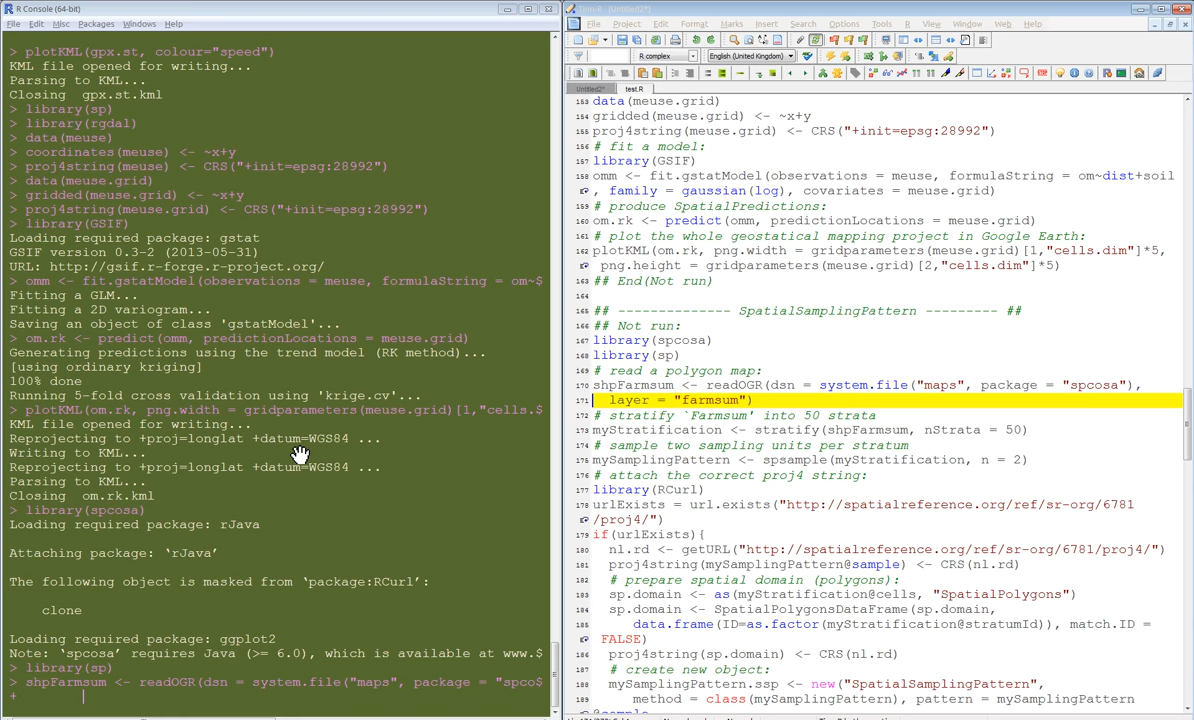 R Console (64-bit)
File Edit Misc Packages Windows Help
> plotKML(gpx.st, colour="speed")
KML file opened for writing...
Parsing to KML...
Closing  gpx.st.kml
> library(sp)
> library(rgdal)
> data(meuse)
> coordinates(meuse) <- ~x+y
> proj4string(meuse) <- CRS("+init=epsg:28992")
> data(meuse.grid)
> gridded(meuse.grid) <- ~x+y
> proj4string(meuse.grid) <- CRS("+init=epsg:28992")
> library(GSIF)
Loading required package: gstat
GSIF version 0.3-2 (2013-05-31)
URL: http://gsif.r-forge.r-project.org/
> omm <- fit.gstatModel(observations = meuse, formulaString = om~$
Fitting a GLM...
Fitting a 2D variogram...
Saving an object of class 'gstatModel'...
> om.rk <- predict(omm, predictionLocations = meuse.grid)
Generating predictions using the trend model (RK method)...
[using ordinary kriging]
100% done
Running 5-fold cross validation using 'krige.cv'...
> plotKML(om.rk, png.width = gridparameters(meuse.grid)[1,"cells.$
KML file opened for writing...
Reprojecting to +proj=longlat +datum=WGS84 ...
Writing to KML...
Reprojecting to +proj=longlat +datum=WGS84 ...
Parsing to KML...
Closing  om.rk.kml
> library(spcosa)
Loading required package: rJava
Attaching package: ‘rJava’
The following object is masked from ‘package:RCurl’:
clone
Loading required package: ggplot2
Note: ‘spcosa’ requires Java (>= 6.0), which is available at www.$
> library(sp)
> shpFarmsum <- readOGR(dsn = system.file("maps", package = "spco$
+
File Project Edit Format Marks Insert Search Options Tools R View Window Web Help
R complex English (United Kingdom)
Untitled2* test.R
153 data(meuse.grid)
154 gridded(meuse.grid) <- ~x+y
155 proj4string(meuse.grid) <- CRS("+init=epsg:28992")
156 # fit a model:
157 library(GSIF)
158 omm <- fit.gstatModel(observations = meuse, formulaString = om~dist+soil
, family = gaussian(log), covariates = meuse.grid)
159 # produce SpatialPredictions:
160 om.rk <- predict(omm, predictionLocations = meuse.grid)
161 # plot the whole geostatical mapping project in Google Earth:
162 plotKML(om.rk, png.width = gridparameters(meuse.grid)[1,"cells.dim"]*5,
png.height = gridparameters(meuse.grid)[2,"cells.dim"]*5)
163 ## End(Not run)
164
165 ## -------------- SpatialSamplingPattern --------- ##
166 ## Not run:
167 library(spcosa)
168 library(sp)
169 # read a polygon map:
170 shpFarmsum <- readOGR(dsn = system.file("maps", package = "spcosa"),
171 layer = "farmsum")
172 # stratify `Farmsum' into 50 strata
173 myStratification <- stratify(shpFarmsum, nStrata = 50)
174 # sample two sampling units per stratum
175 mySamplingPattern <- spsample(myStratification, n = 2)
176 # attach the correct proj4 string:
177 library(RCurl)
178 urlExists = url.exists("http://spatialreference.org/ref/sr-org/6781
/proj4/")
179 if(urlExists){
180 nl.rd <- getURL("http://spatialreference.org/ref/sr-org/6781/proj4/")
181 proj4string(mySamplingPattern@sample) <- CRS(nl.rd)
182 # prepare spatial domain (polygons):
183 sp.domain <- as(myStratification@cells, "SpatialPolygons")
184 sp.domain <- SpatialPolygonsDataFrame(sp.domain,
185 data.frame(ID=as.factor(myStratification@stratumId)), match.ID =
FALSE)
186 proj4string(sp.domain) <- CRS(nl.rd)
187 # create new object:
188 mySamplingPattern.ssp <- new("SpatialSamplingPattern",
189 method = class(mySamplingPattern), pattern = mySamplingPattern
@sample,